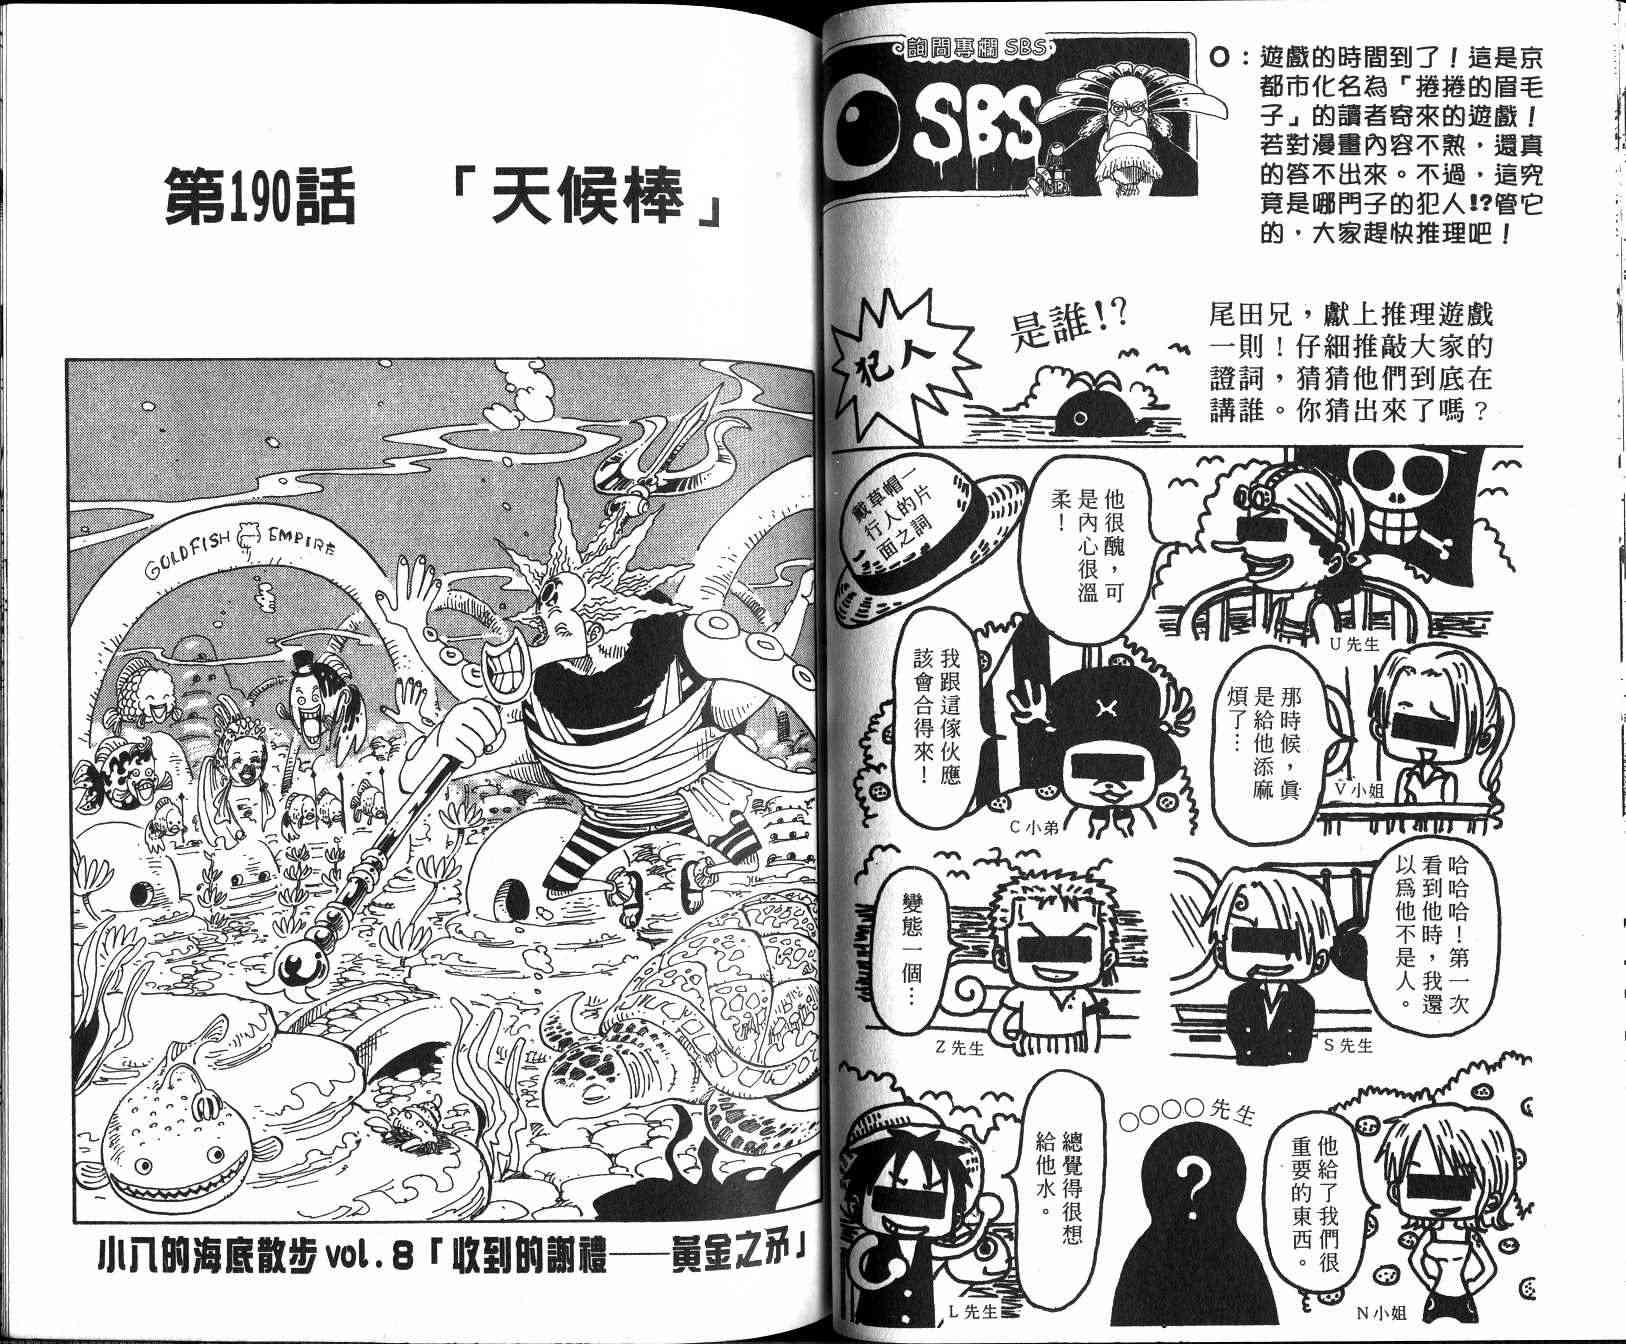 詢問專欄 SBS
SBS
O：遊戲的時間到了！這是京
都市化名為「捲捲的眉毛
子」的讀者寄來的遊戲！
若對漫畫內容不熟，還真
的答不出來。不過，這究
竟是哪門子的犯人!?管它
的，大家趕快推理吧！
犯人
是誰!?
尾田兄，獻上推理遊戲
一則！仔細推敲大家的
證詞，猜猜他們到底在
講誰。你猜出來了嗎？
戴草帽一
行人的片
面之詞
他很醜，可
是內心很溫
柔！
U先生
我跟這傢伙應
該會合得來！
C小弟
那時候，真
是給他添麻
煩了…
V小姐
哈哈哈！第一次
看到他時，我還
以爲他不是人。
S先生
變態一個…
Z先生
他給了我們很
重要的東西。
N小姐
○○○○先生
?
總覺得很想
給他水。
L先生
第190話 「天候棒」
GOLDFISH EMPIRE
小八的海底散步 vol. 8「收到的謝禮——黃金之矛」